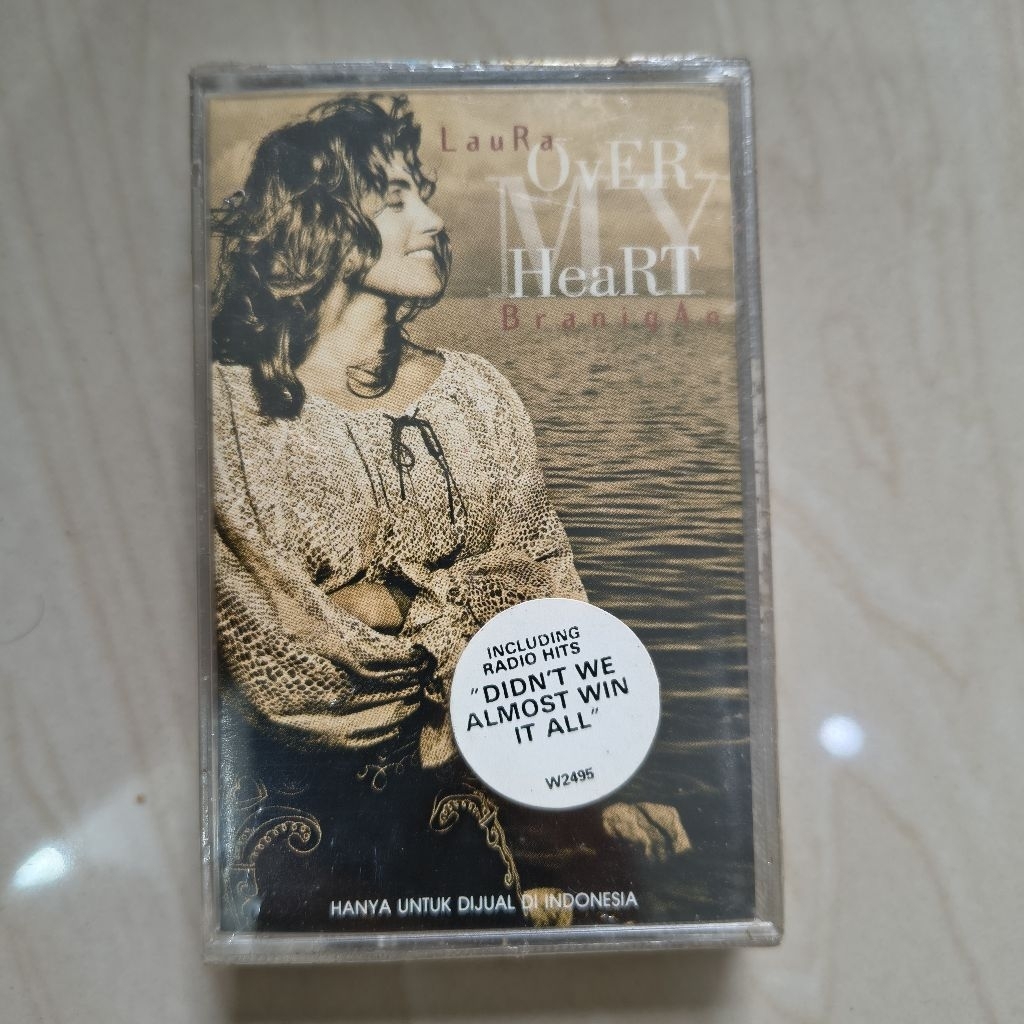 LauRa
OvER
MY
HeaRT
BranigAn
INCLUDING
RADIO HITS
"DIDN'T WE
ALMOST WIN
IT ALL"
W2495
HANYA UNTUK DIJUAL DI INDONESIA